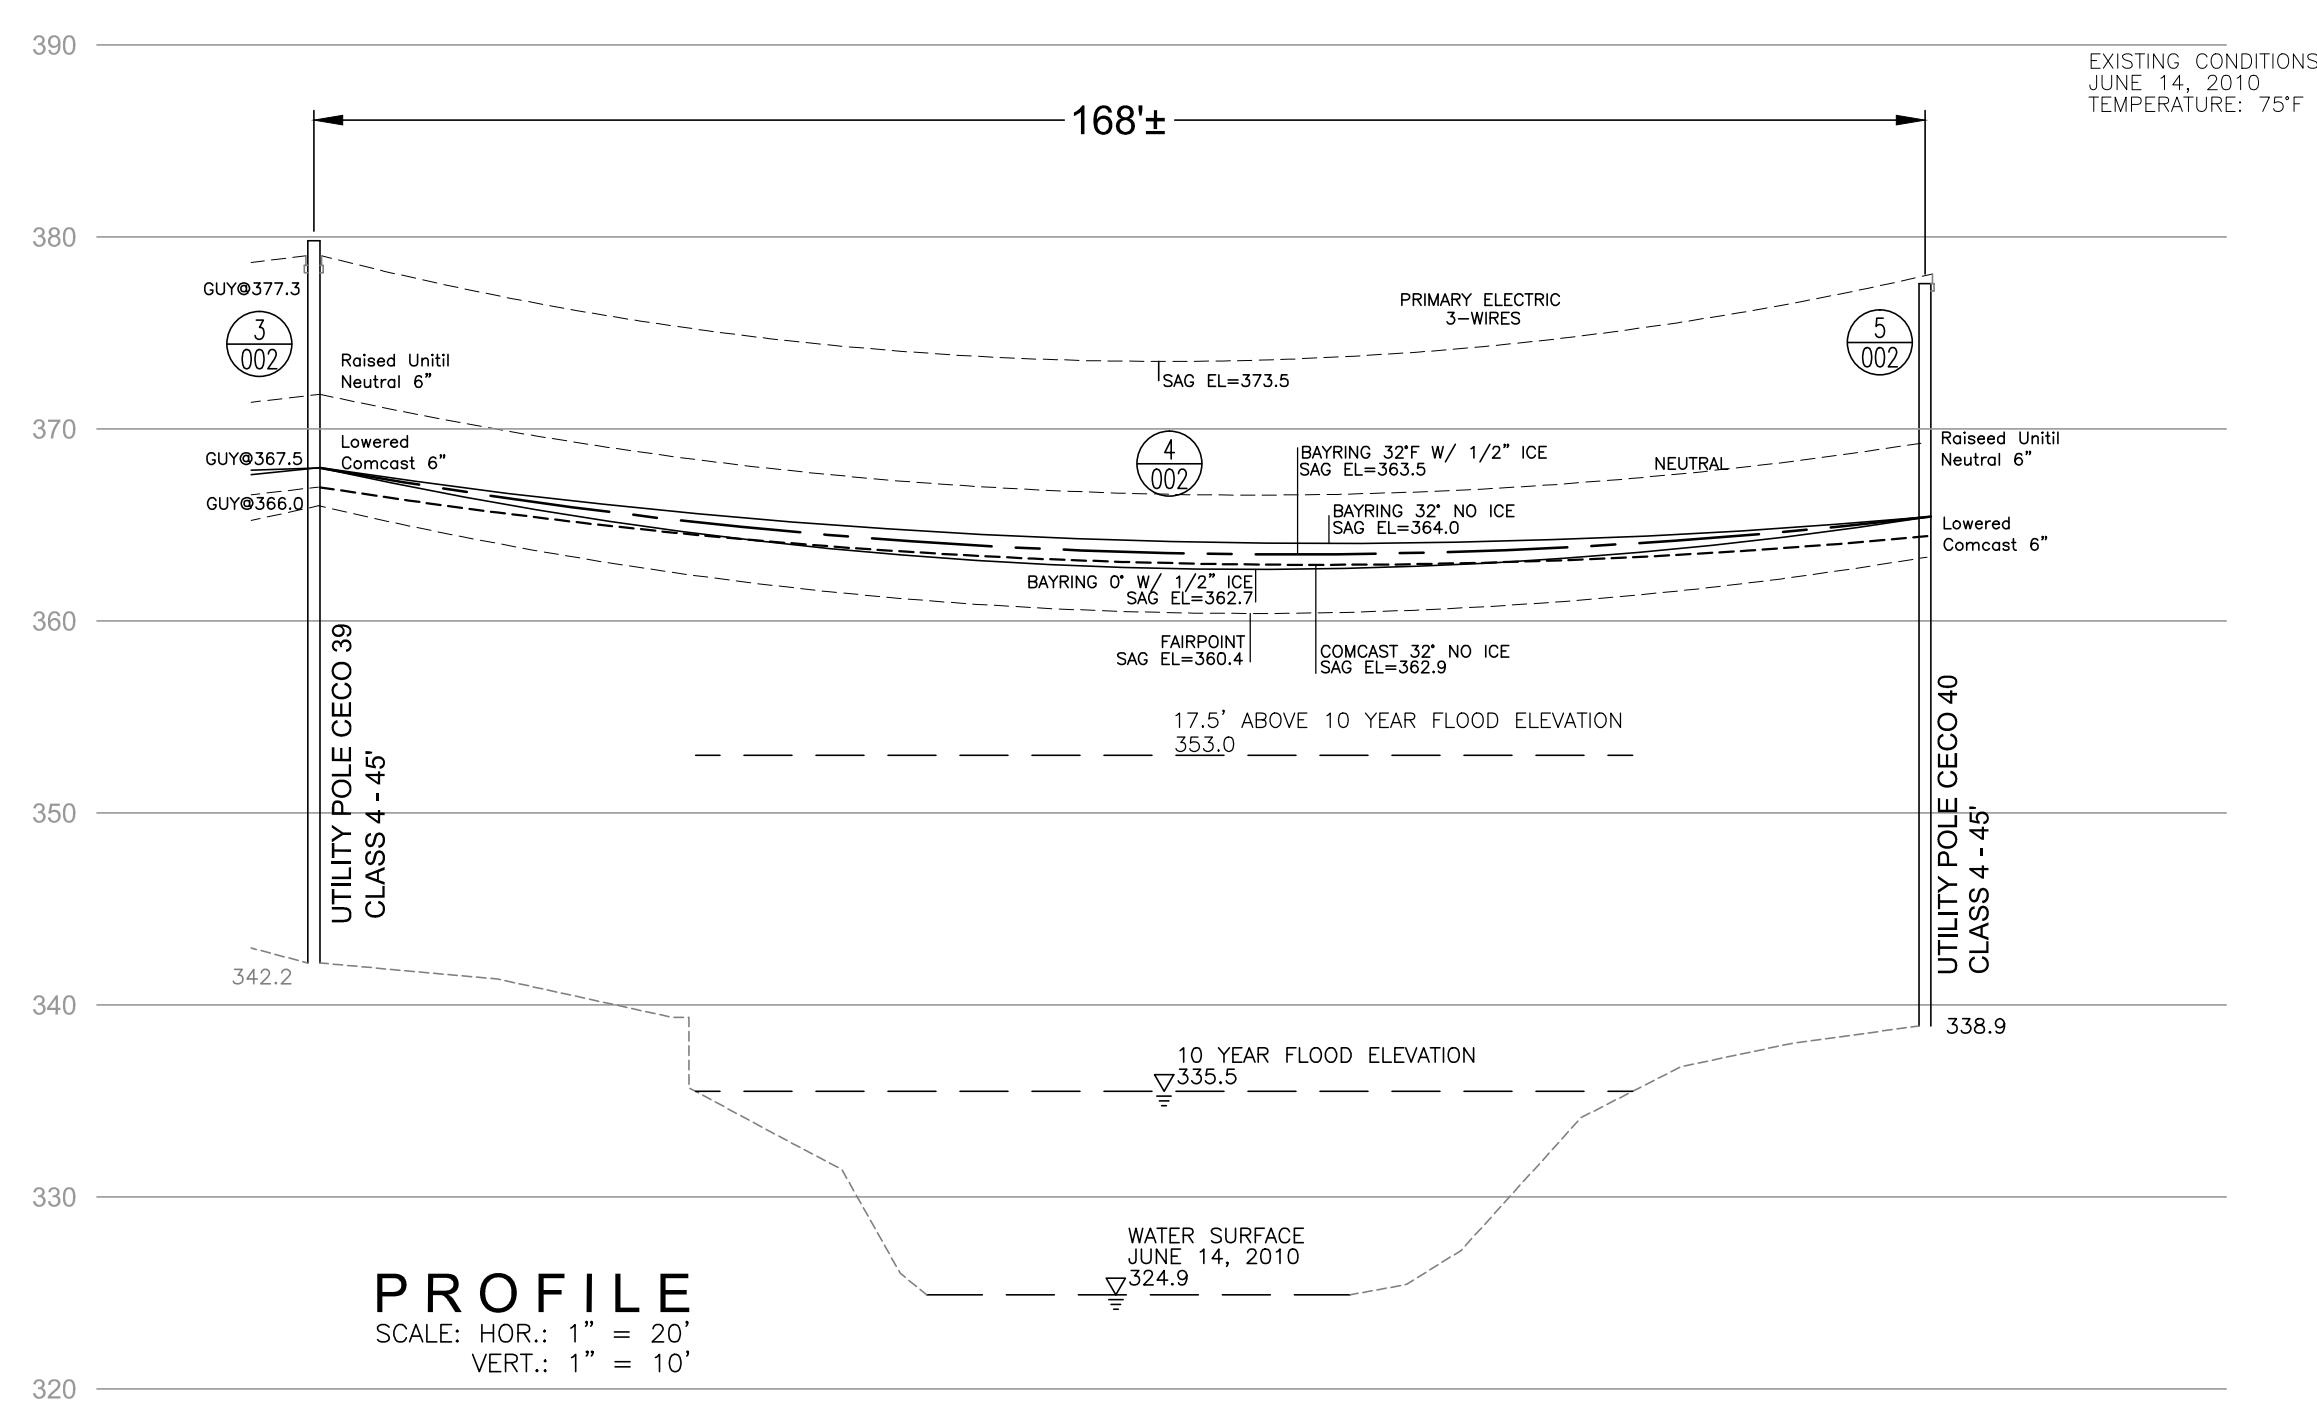 390
EXISTING CONDITIONS
JUNE 14, 2010
TEMPERATURE: 75°F
168'±
380
GUY@377.3
PRIMARY ELECTRIC
3-WIRES
3
002
5
002
Raised Unitil
Neutral 6"
SAG EL=373.5
370
Lowered
Comcast 6"
GUY@367.5
GUY@366.0
4
002
BAYRING 32°F W/ 1/2" ICE
SAG EL=363.5
NEUTRAL
Raiseed Unitil
Neutral 6"
BAYRING 32° NO ICE
SAG EL=364.0
Lowered
Comcast 6"
BAYRING 0° W/ 1/2" ICE
SAG EL=362.7
360
FAIRPOINT
SAG EL=360.4
COMCAST 32° NO ICE
SAG EL=362.9
UTILITY POLE CECO 39
CLASS 4 - 45'
UTILITY POLE CECO 40
CLASS 4 - 45'
17.5' ABOVE 10 YEAR FLOOD ELEVATION
353.0
350
342.2
340
338.9
10 YEAR FLOOD ELEVATION
335.5
330
WATER SURFACE
JUNE 14, 2010
324.9
PROFILE
SCALE: HOR.: 1" = 20'
VERT.: 1" = 10'
320